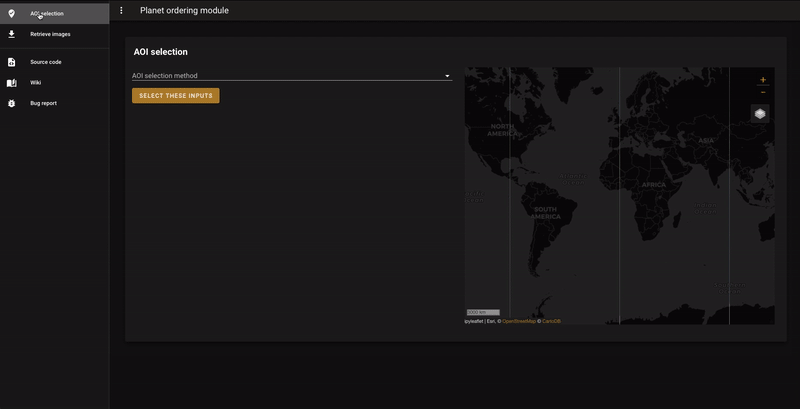 AOI selection
Retrieve images
Source code
Wiki
Bug report
Planet ordering module
AOI selection
AOI selection method
SELECT THESE INPUTS
NORTH
AMERICA
ASIA
AFRICA
SOUTH
AMERICA
ipyleaflet | Esri, © OpenStreetMap © CartoDB